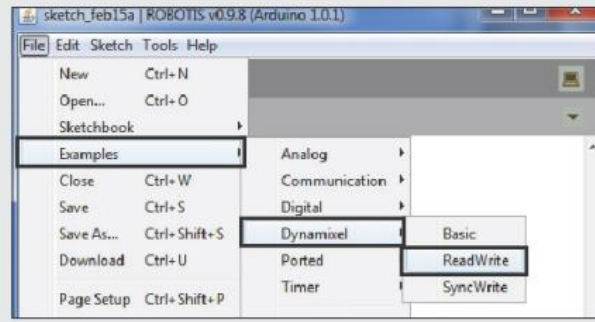 sketch_feb15a | ROBOTIS v0.9.8 (Arduino 1.0.1)
File Edit Sketch Tools Help
New Ctrl+N
Open... Ctrl+O
Sketchbook
Examples
Close Ctrl+W
Save Ctrl+S
Save As... Ctrl+Shift+S
Download Ctrl+U
Page Setup Ctrl+Shift+P
Analog
Communication
Digital
Dynamixel
Ported
Timer
Basic
ReadWrite
SyncWrite